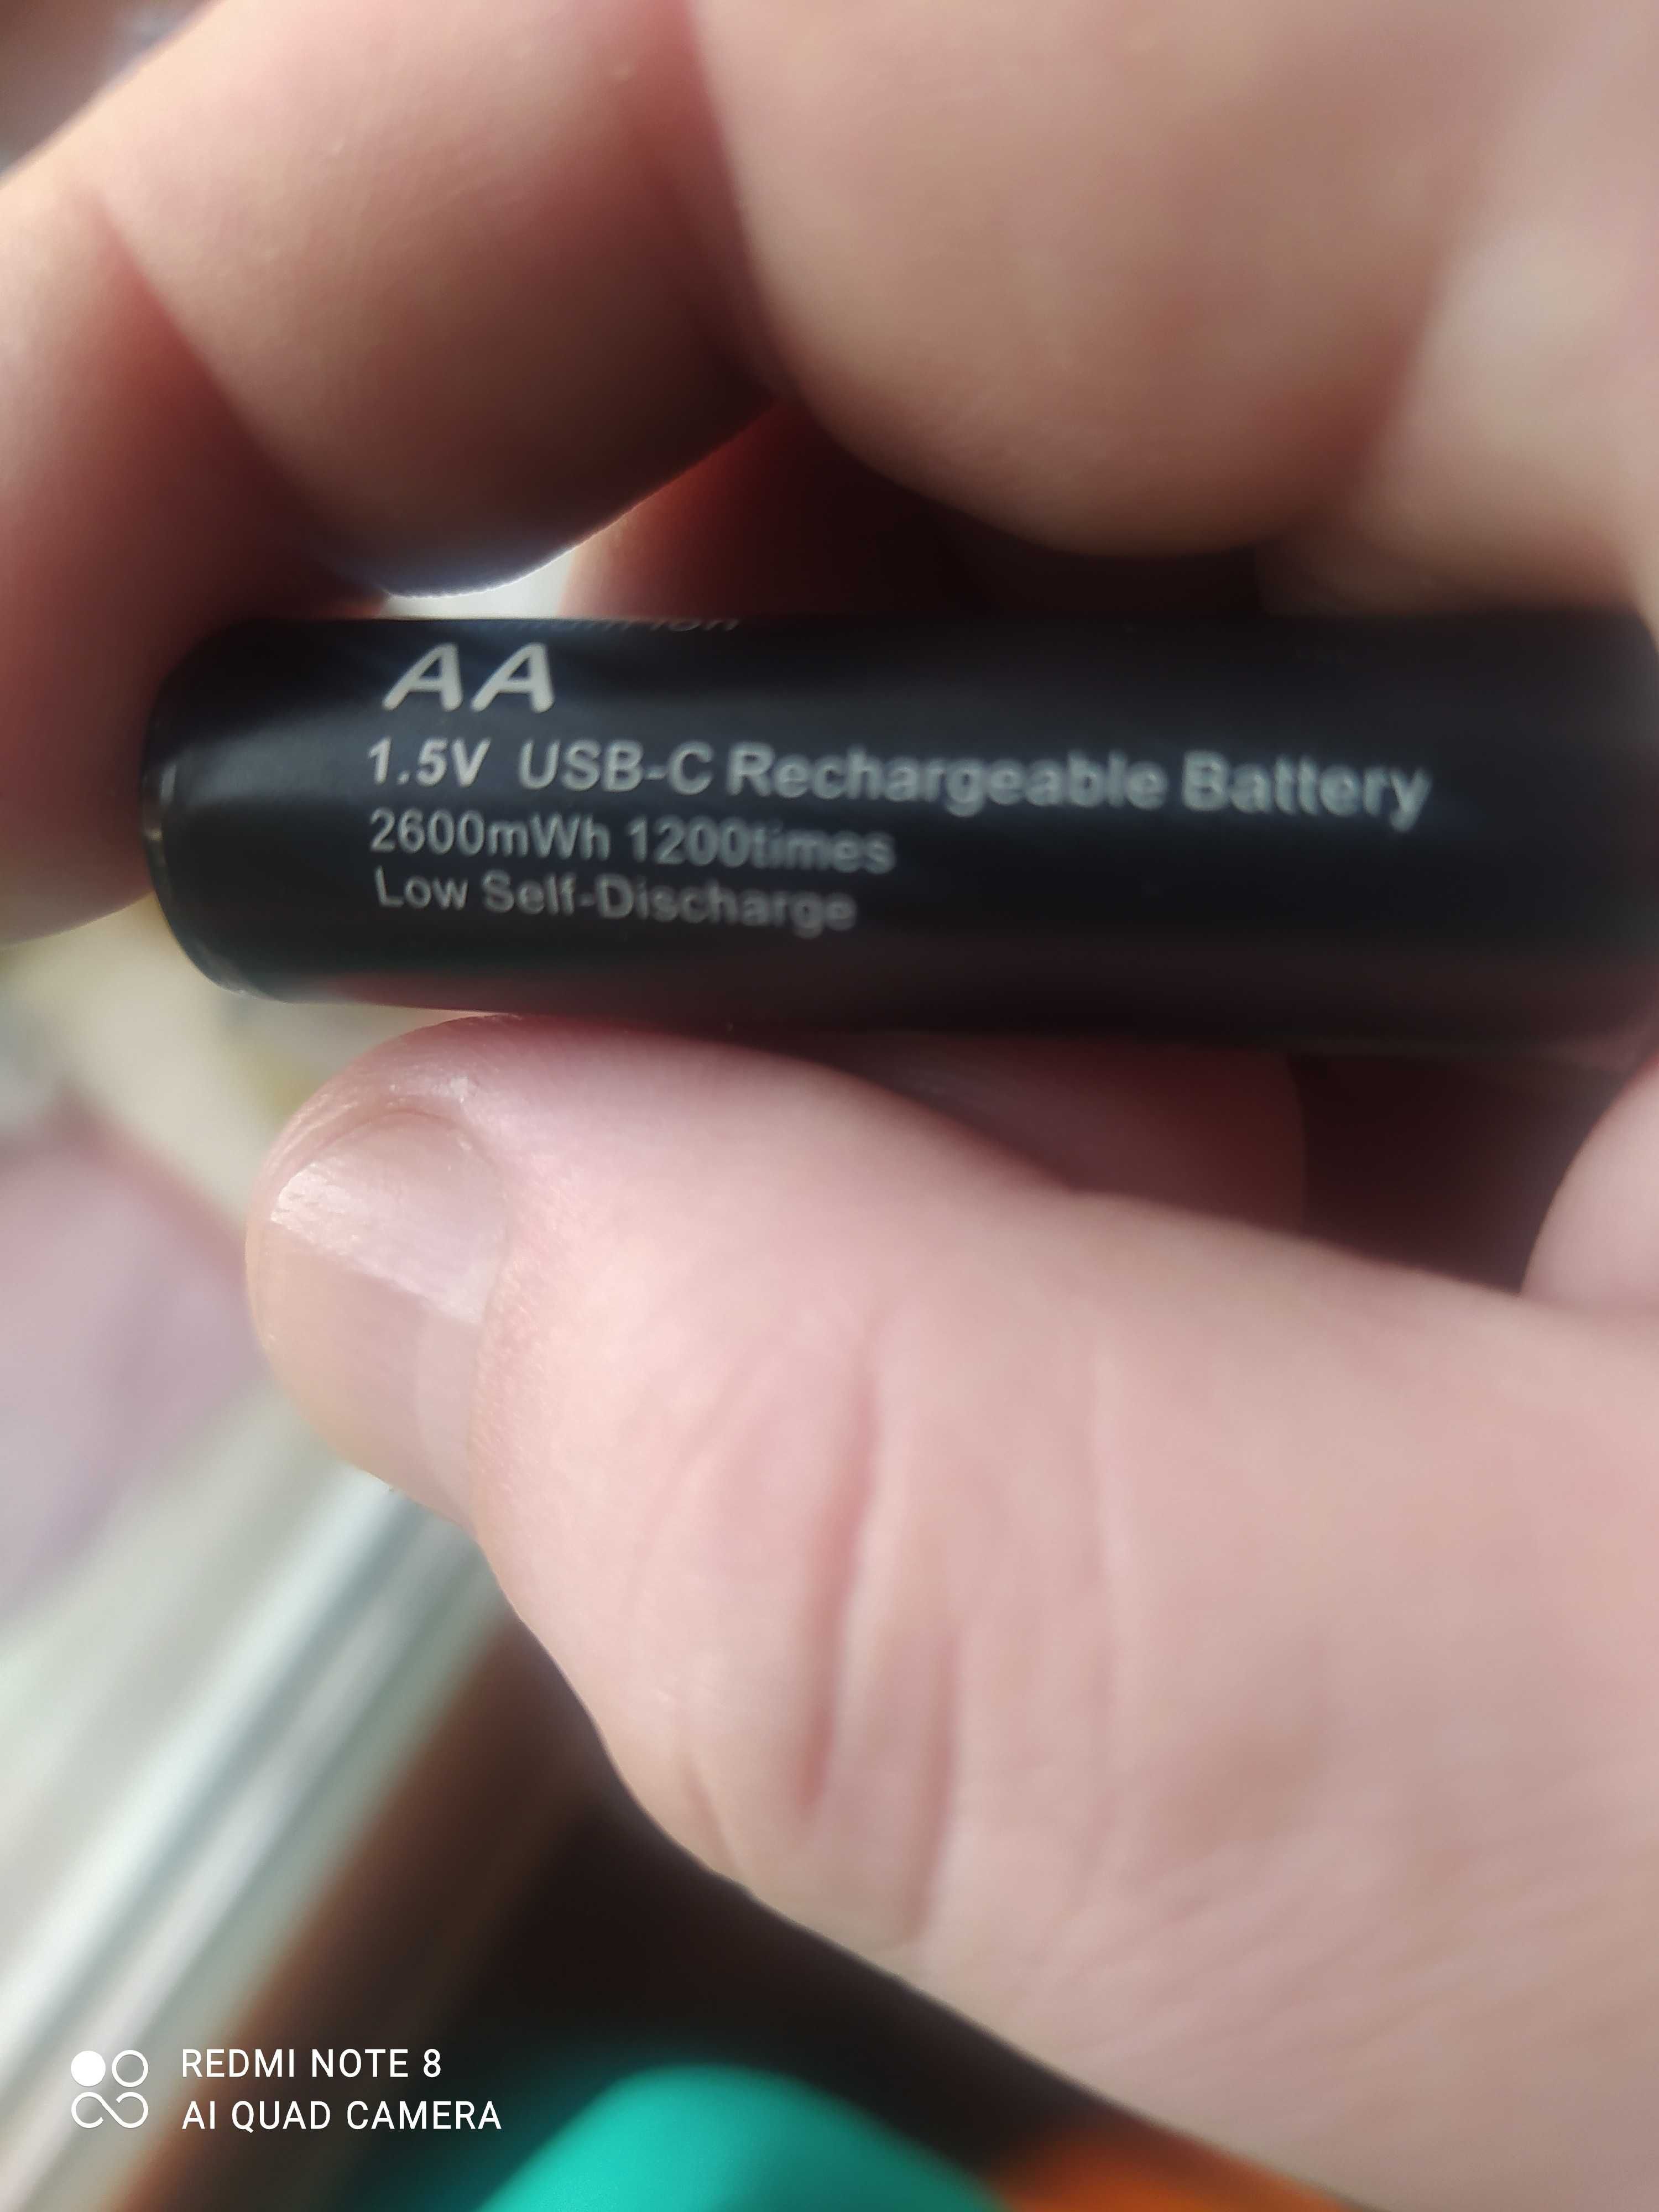 AA
1.5V USB-C Rechargeable Battery
2600mWh 1200times
Low Self-Discharge
REDMI NOTE 8
AI QUAD CAMERA